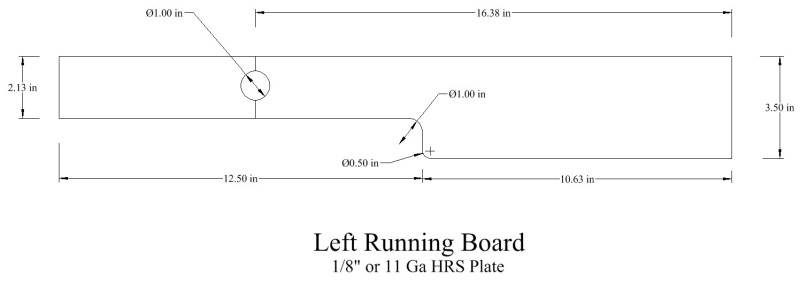 Ø1.00 in
16.38 in
2.13 in
Ø1.00 in
3.50 in
Ø0.50 in
12.50 in
10.63 in
Left Running Board
1/8" or 11 Ga HRS Plate